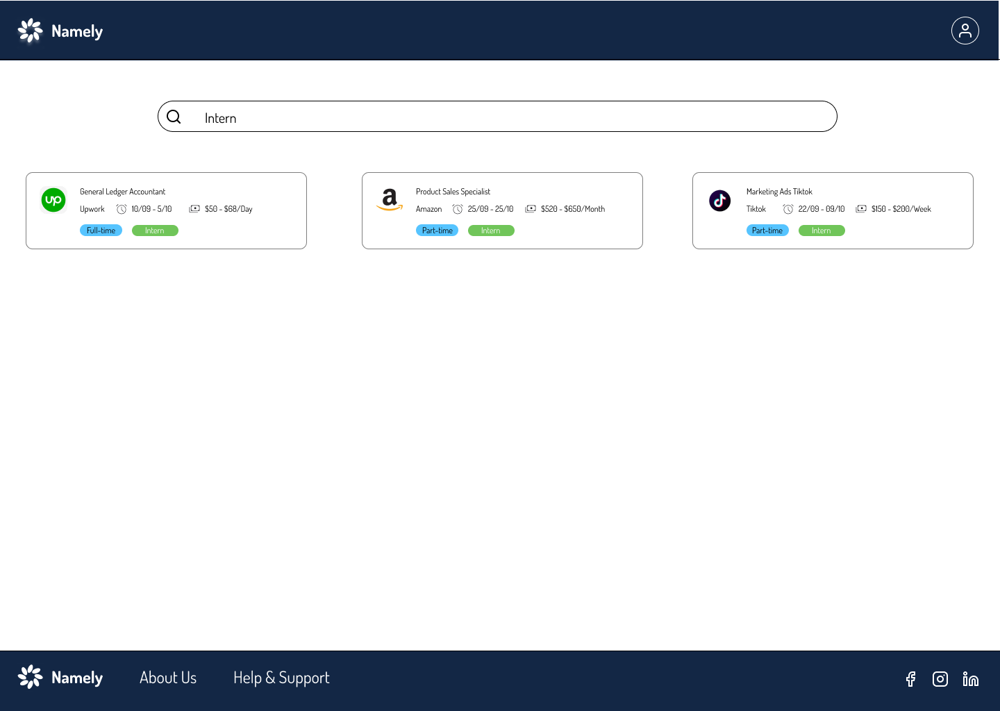 Namely
Intern
General Ledger Accountant
Upwork 10/09 - 5/10 $50 - $68/Day
Full-time Intern
Product Sales Specialist
Amazon 25/09 - 25/10 $520 - $650/Month
Part-time Intern
Marketing Ads Tiktok
Tiktok 22/09 - 09/10 $150 - $200/Week
Part-time Intern
Namely About Us Help & Support